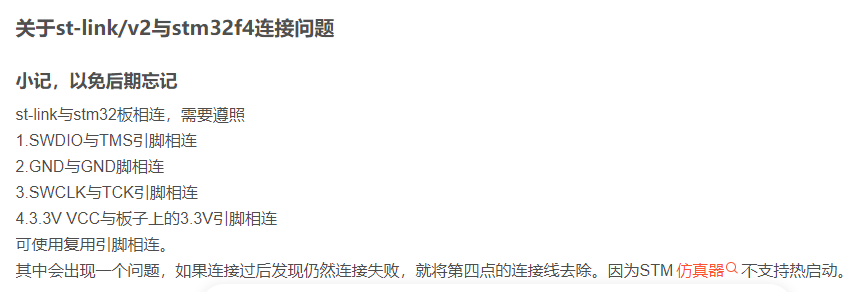 关于st-link/v2与stm32f4连接问题
小记，以免后期忘记
st-link与stm32板相连，需要遵照
1.SWDIO与TMS引脚相连
2.GND与GND脚相连
3.SWCLK与TCK引脚相连
4.3.3V VCC与板子上的3.3V引脚相连
可使用复用引脚相连。
其中会出现一个问题，如果连接过后发现仍然连接失败，就将第四点的连接线去除。因为STM 仿真器 不支持热启动。